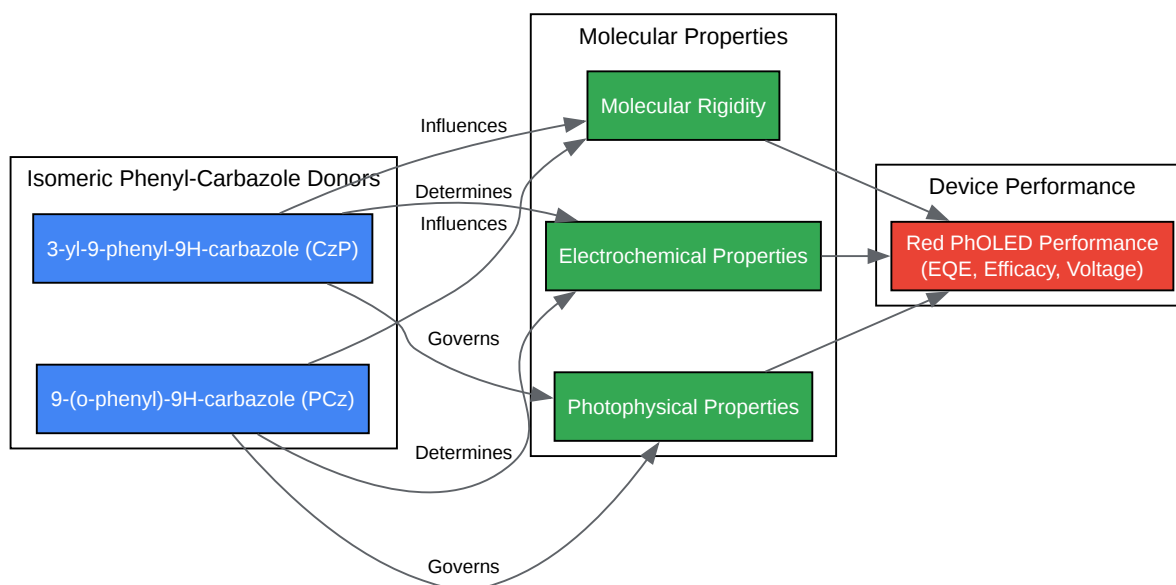 Molecular Properties
Molecular Rigidity
Influences
Isomeric Phenyl-Carbazole Donors
Device Performance
Determines
3-yl-9-phenyl-9H-carbazole (CzP)
Influences
Electrochemical Properties
Red PhOLED Performance
(EQE, Efficacy, Voltage)
Governs
9-(o-phenyl)-9H-carbazole (PCz)
Photophysical Properties
Determines
Governs